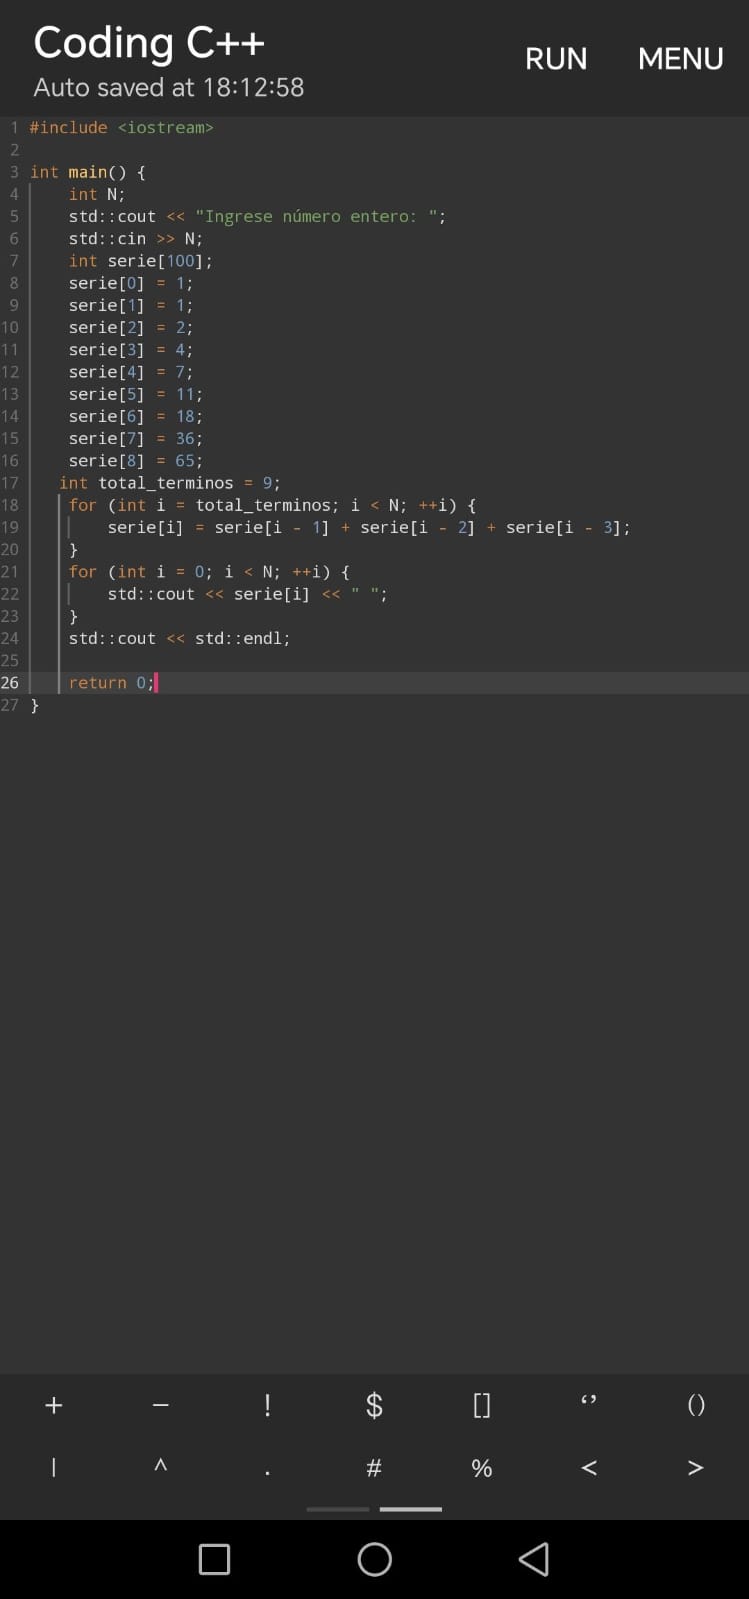 Coding C++
Auto saved at 18:12:58
RUN MENU
1 #include <iostream>
2
3 int main() {
4 int N;
5 std::cout << "Ingrese número entero: ";
6 std::cin >> N;
7 int serie[100];
8 serie[0] = 1;
9 serie[1] = 1;
10 serie[2] = 2;
11 serie[3] = 4;
12 serie[4] = 7;
13 serie[5] = 11;
14 serie[6] = 18;
15 serie[7] = 36;
16 serie[8] = 65;
17 int total_terminos = 9;
18 for (int i = total_terminos; i < N; ++i) {
19 serie[i] = serie[i - 1] + serie[i - 2] + serie[i - 3];
20 }
21 for (int i = 0; i < N; ++i) {
22 std::cout << serie[i] << " ";
23 }
24 std::cout << std::endl;
25
26 return 0;
27 }
+ − ! $ [] ‘’ ()
| ^ . # % < >